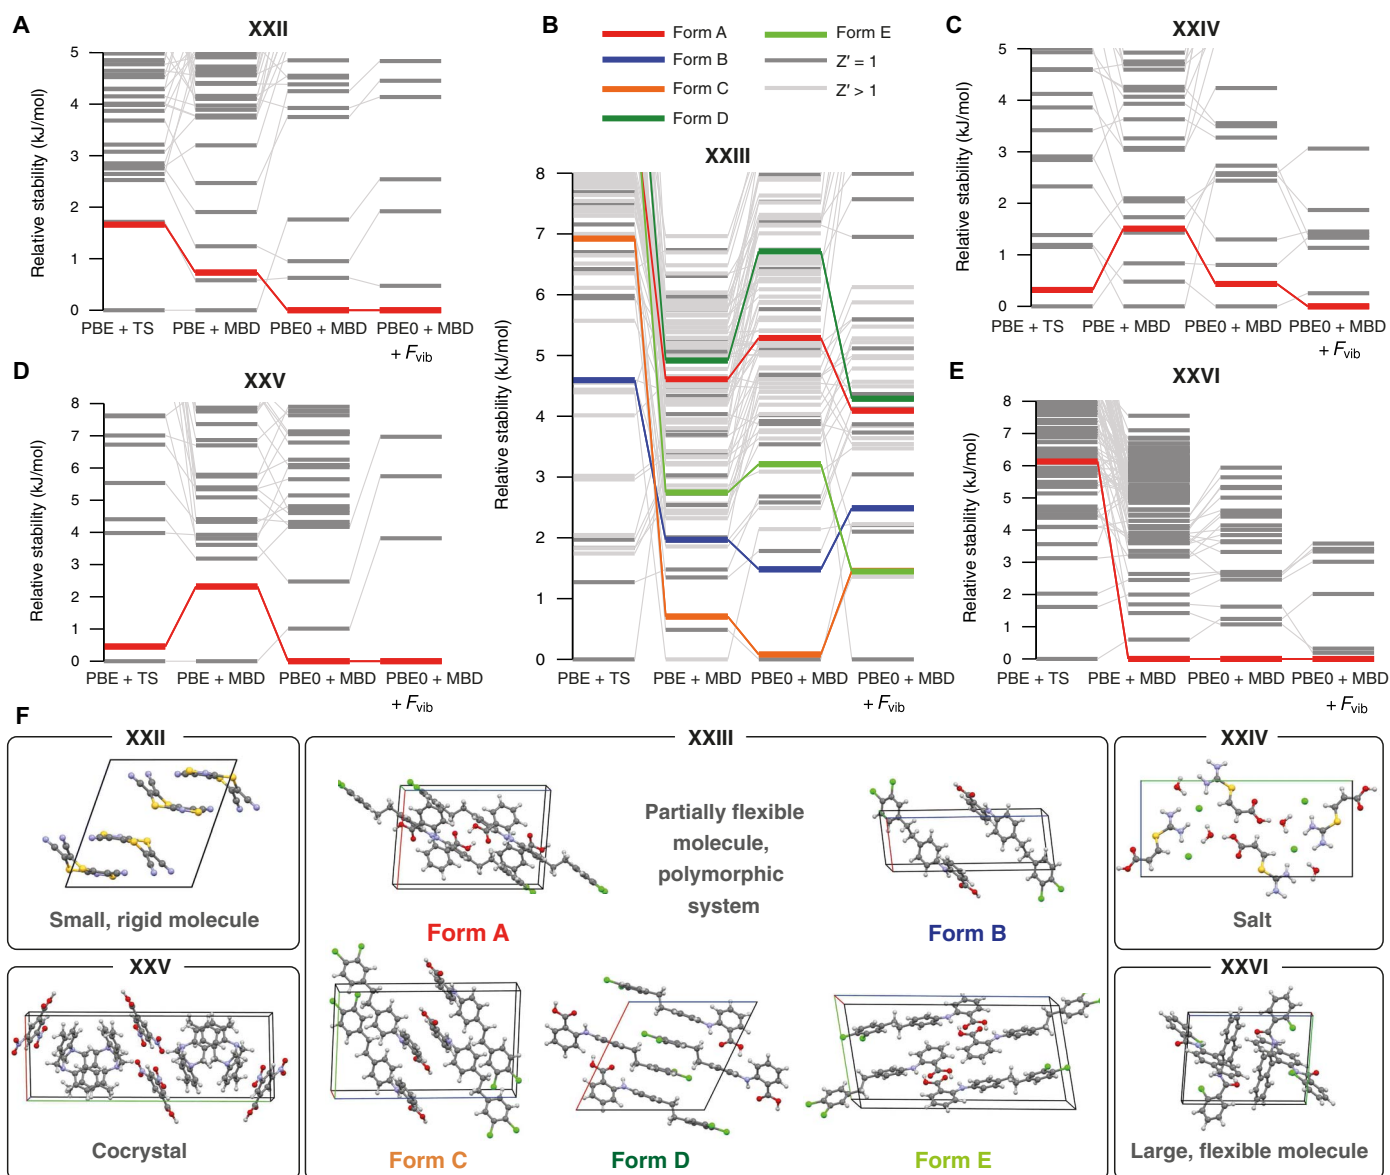 A
XXII
Relative stability (kJ/mol)
5
4
3
2
1
0
PBE + TS
PBE + MBD
PBE0 + MBD
PBE0 + MBD
+ Fvib
B
Form A
Form B
Form C
Form D
Form E
Z′ = 1
Z′ > 1
XXIII
Relative stability (kJ/mol)
8
7
6
5
4
3
2
1
0
PBE + TS
PBE + MBD
PBE0 + MBD
PBE0 + MBD
+ Fvib
C
XXIV
Relative stability (kJ/mol)
5
4
3
2
1
0
PBE + TS
PBE + MBD
PBE0 + MBD
PBE0 + MBD
+ Fvib
D
XXV
Relative stability (kJ/mol)
8
7
6
5
4
3
2
1
0
PBE + TS
PBE + MBD
PBE0 + MBD
PBE0 + MBD
+ Fvib
E
XXVI
Relative stability (kJ/mol)
8
7
6
5
4
3
2
1
0
PBE + TS
PBE + MBD
PBE0 + MBD
PBE0 + MBD
+ Fvib
F
XXII
Small, rigid molecule
XXV
Cocrystal
XXIII
Partially flexible
molecule,
polymorphic
system
Form A
Form B
Form C
Form D
Form E
XXIV
Salt
XXVI
Large, flexible molecule